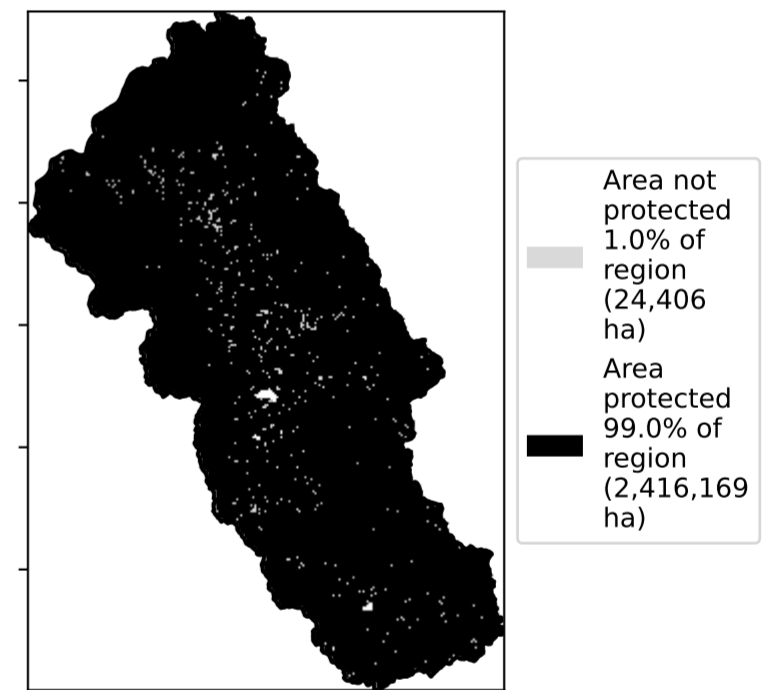 Area not
protected
1.0% of
region
(24,406
ha)
Area
protected
99.0% of
region
(2,416,169
ha)